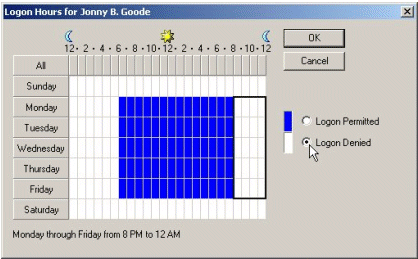 Logon Hours for Jonny B. Goode
OK
Cancel
12 · 2 · 4 · 6 · 8 · 10 · 12 · 2 · 4 · 6 · 8 · 10 · 12
All
Sunday
Monday
Tuesday
Wednesday
Thursday
Friday
Saturday
Logon Permitted
Logon Denied
Monday through Friday from 8 PM to 12 AM